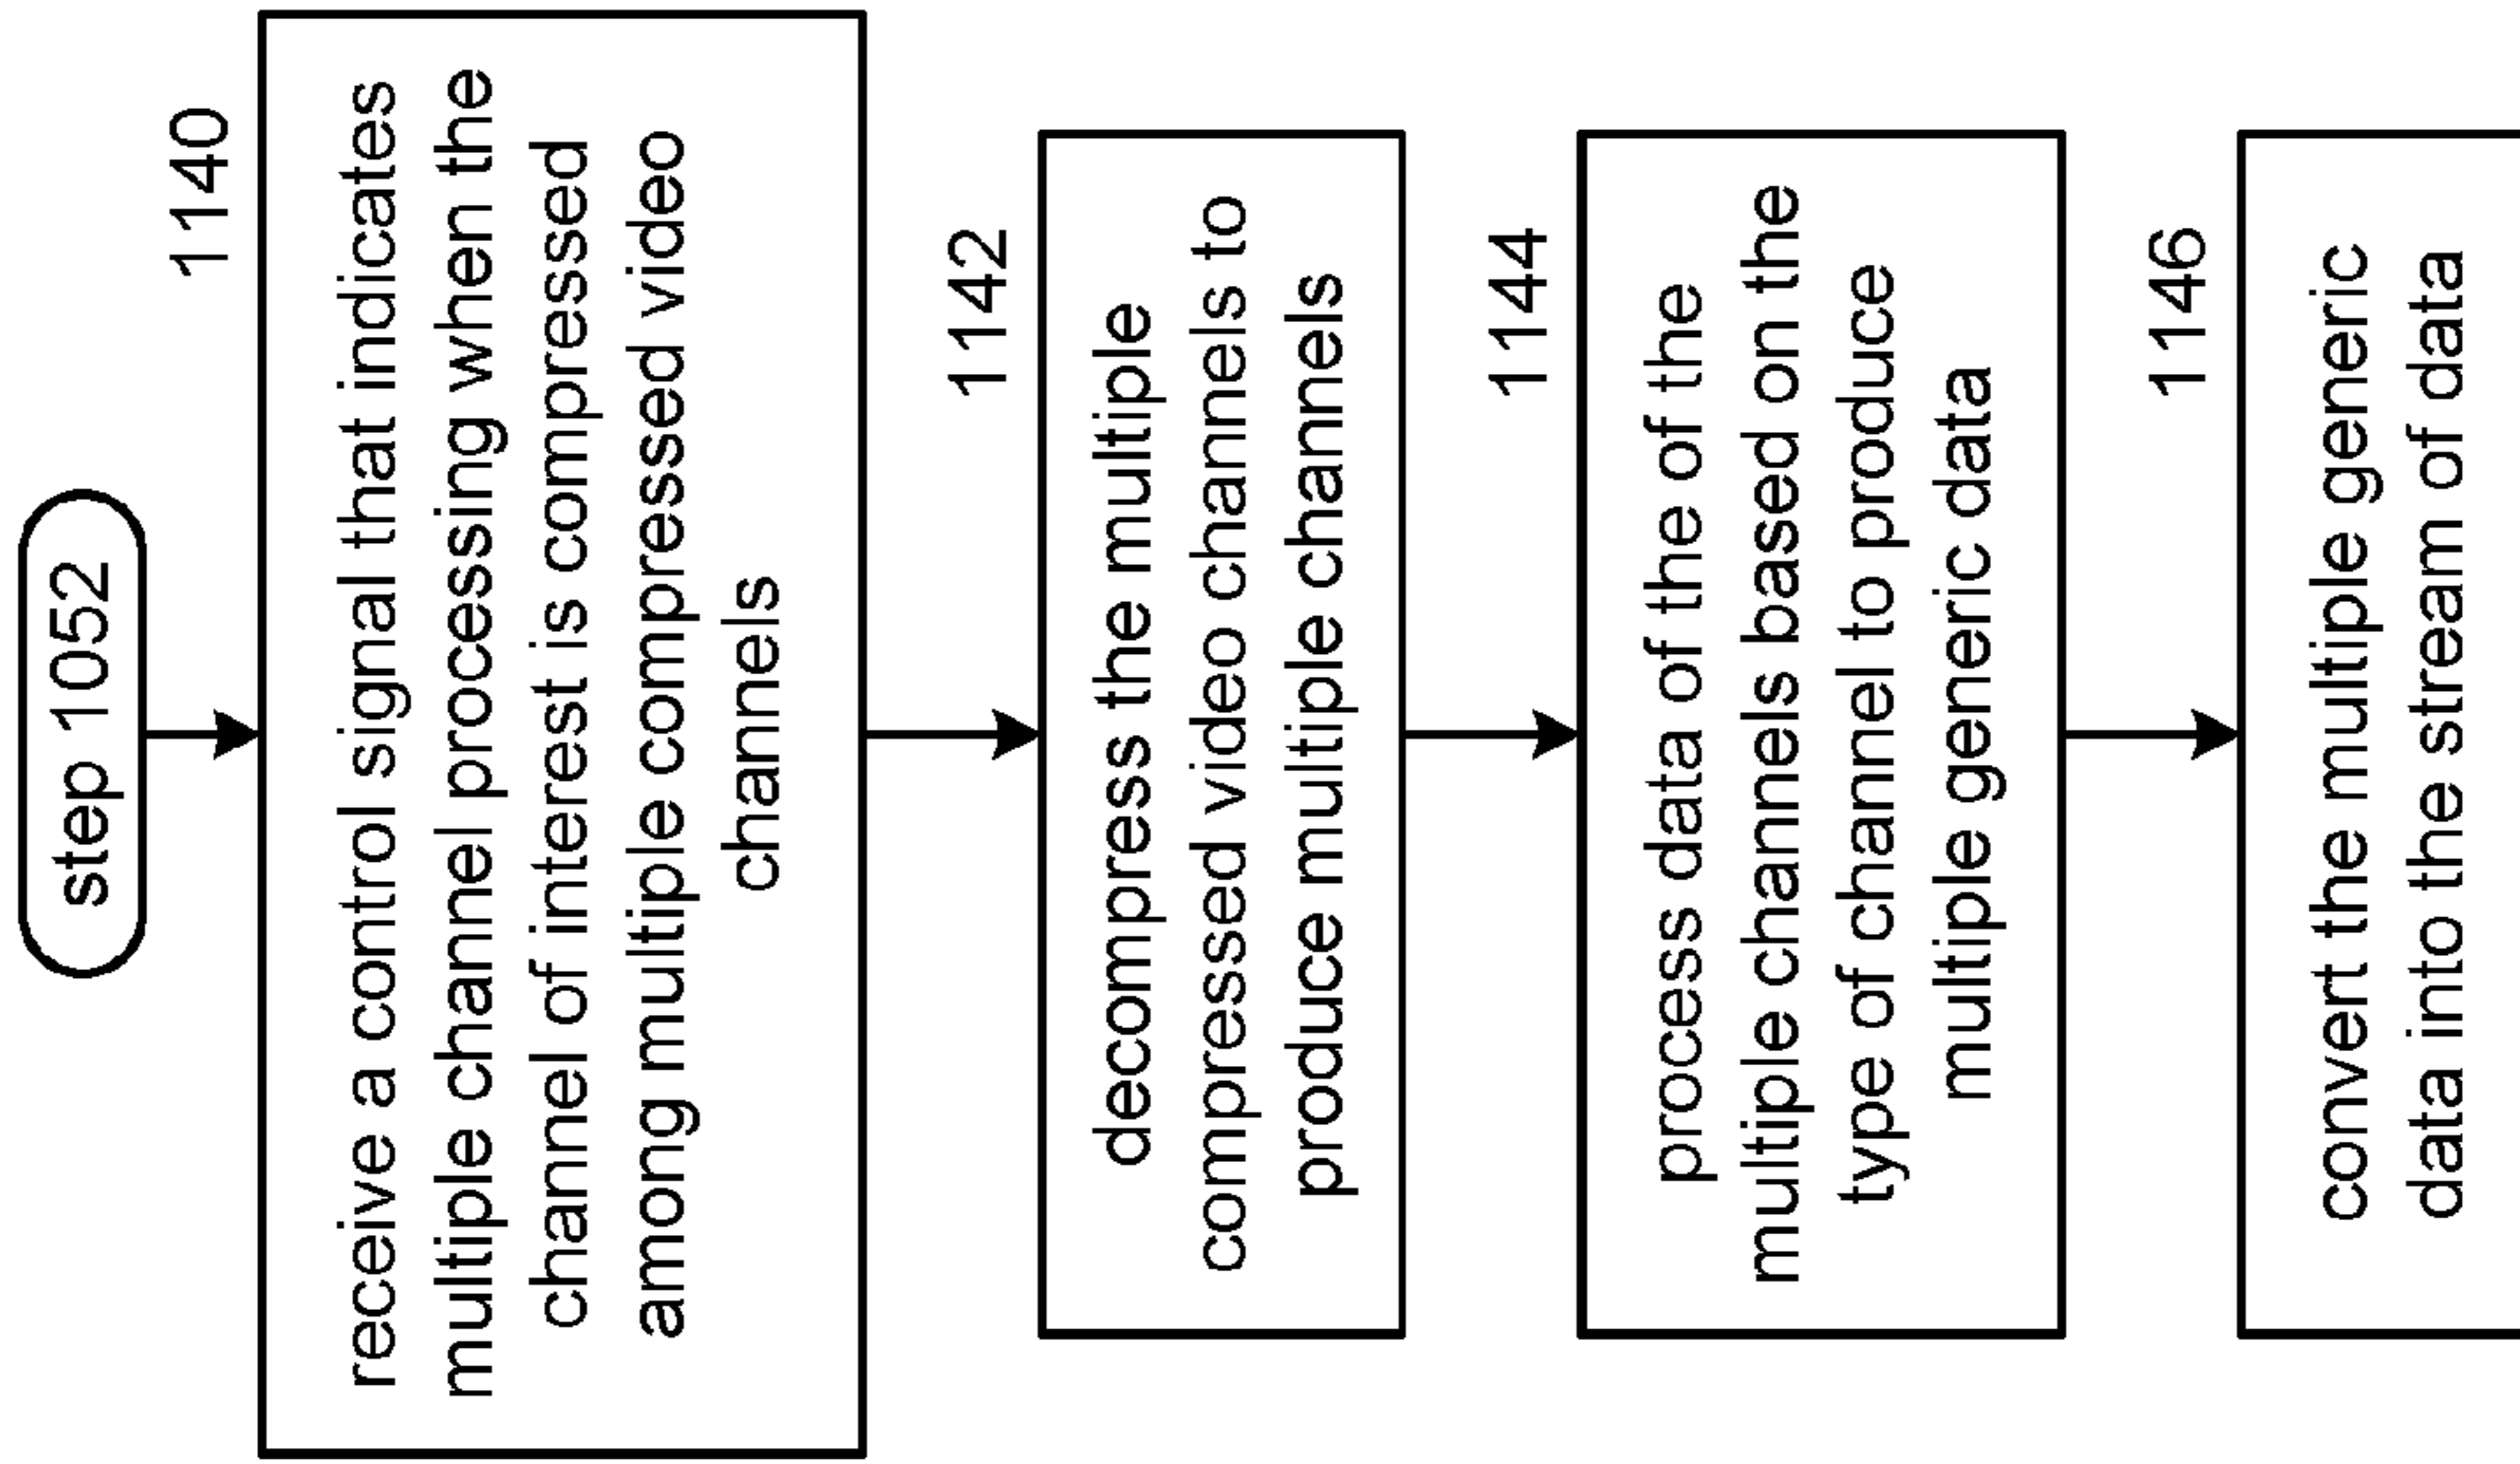 step 1052
1140
receive a control signal that indicates
multiple channel processing when the
channel of interest is compressed
among multiple compressed video
channels
1142
decompress the multiple
compressed video channels to
produce multiple channels
1144
process data of the of the
multiple channels based on the
type of channel to produce
multiple generic data
1146
convert the multiple generic
data into the stream of data